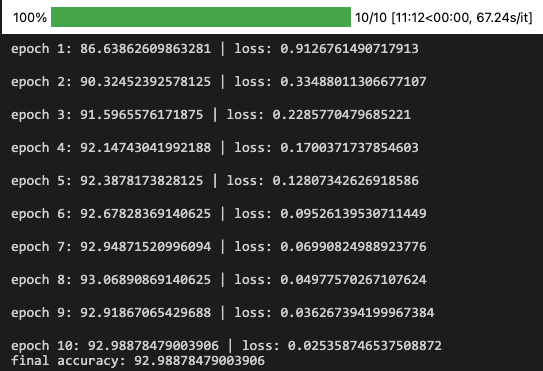 100% 10/10 [11:12<00:00, 67.24s/it]
epoch 1: 86.63862609863281 | loss: 0.9126761490717913
epoch 2: 90.32452392578125 | loss: 0.33488011306677107
epoch 3: 91.5965576171875 | loss: 0.2285770479685221
epoch 4: 92.14743041992188 | loss: 0.1700371737854603
epoch 5: 92.3878173828125 | loss: 0.12807342626918586
epoch 6: 92.67828369140625 | loss: 0.09526139530711449
epoch 7: 92.94871520996094 | loss: 0.06990824988923776
epoch 8: 93.06890869140625 | loss: 0.04977570267107624
epoch 9: 92.91867065429688 | loss: 0.036267394199967384
epoch 10: 92.98878479003906 | loss: 0.025358746537508872
final accuracy: 92.98878479003906